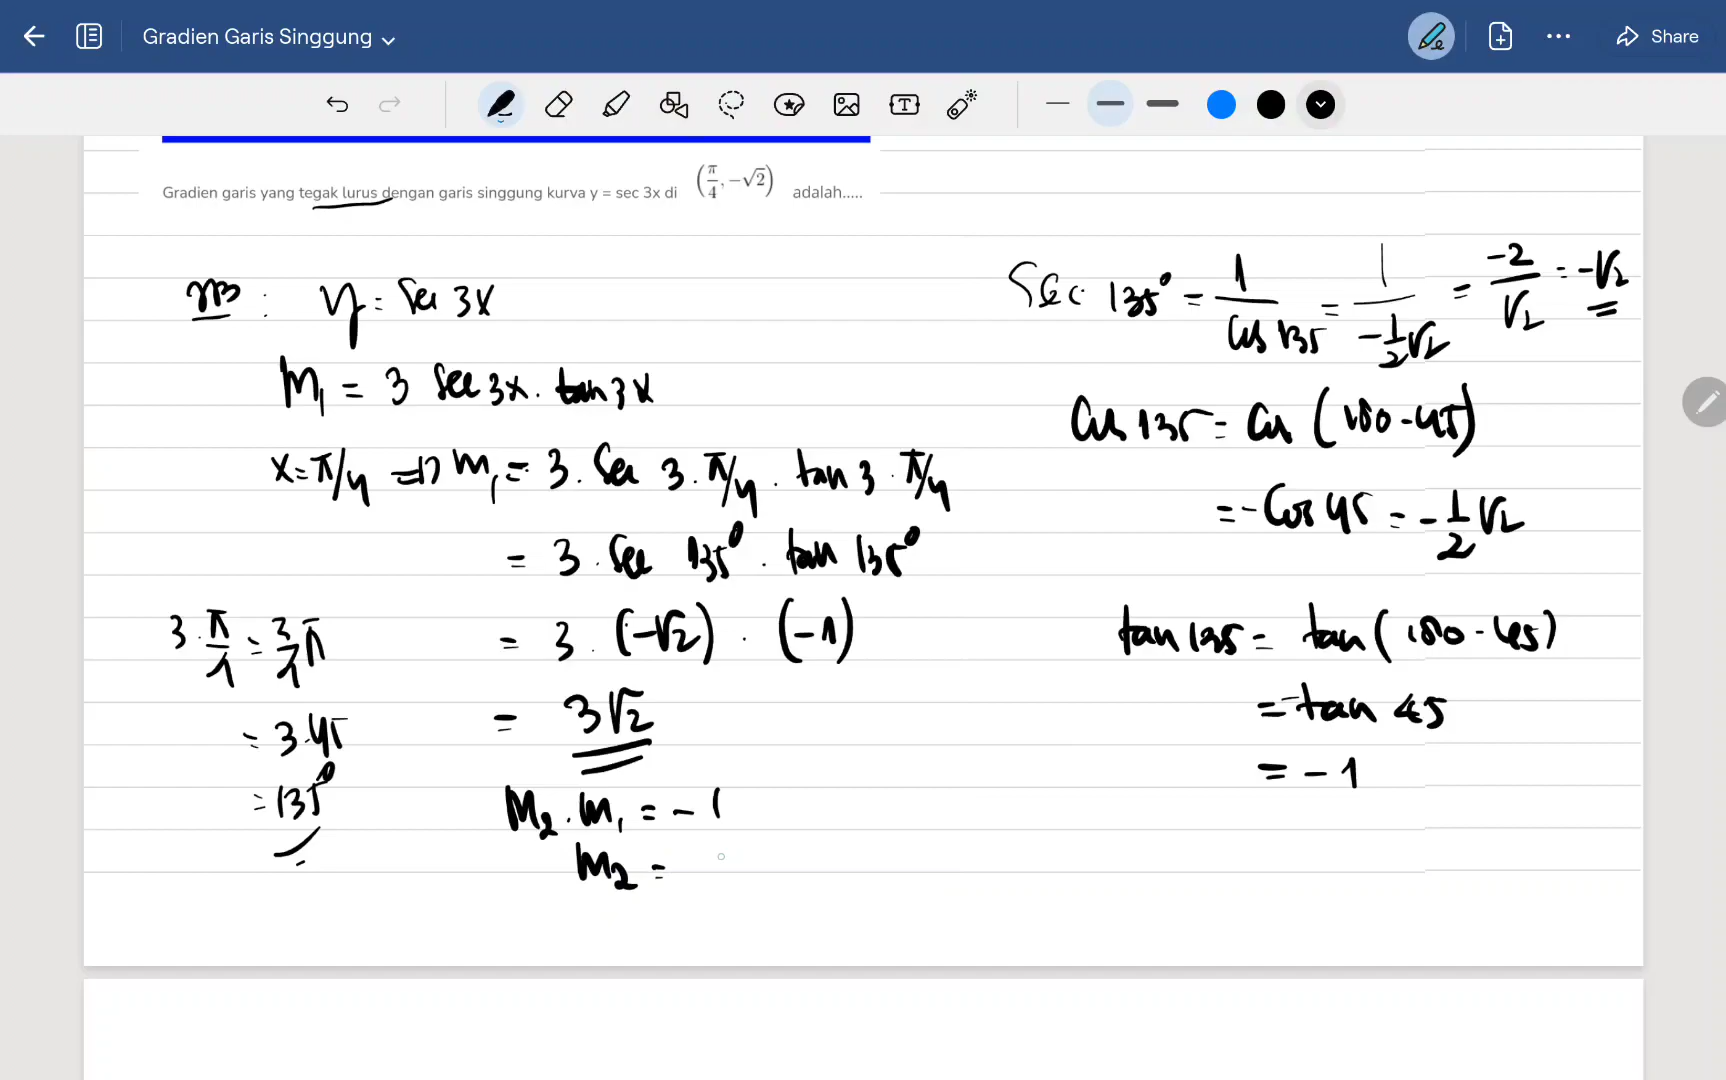 Gradien Garis Singgung
Share
Gradien garis yang tegak lurus dengan garis singgung kurva y = sec 3x di (π/4, -√2) adalah.....
y = Sec 3x
m₁ = 3 sec 3x . tan 3x
x = π/4 => m₁ = 3 . Sec 3 . π/4 . tan 3 . π/4
= 3 . Sec 135° . tan 135°
= 3 . (-√2) . (-1)
= 3√2
M₂ . m₁ = -1
M₂ =
3 . π/4 = 3/4 π
= 3.45
= 135°
Sec 135° = 1/Cos 135 = 1/-½√2 = -2/√2 = -√2
Cos 135 = Cos (180 - 45)
= - Cos 45 = -1/2 √2
tan 135 = tan (180 - 45)
= -tan 45
= -1